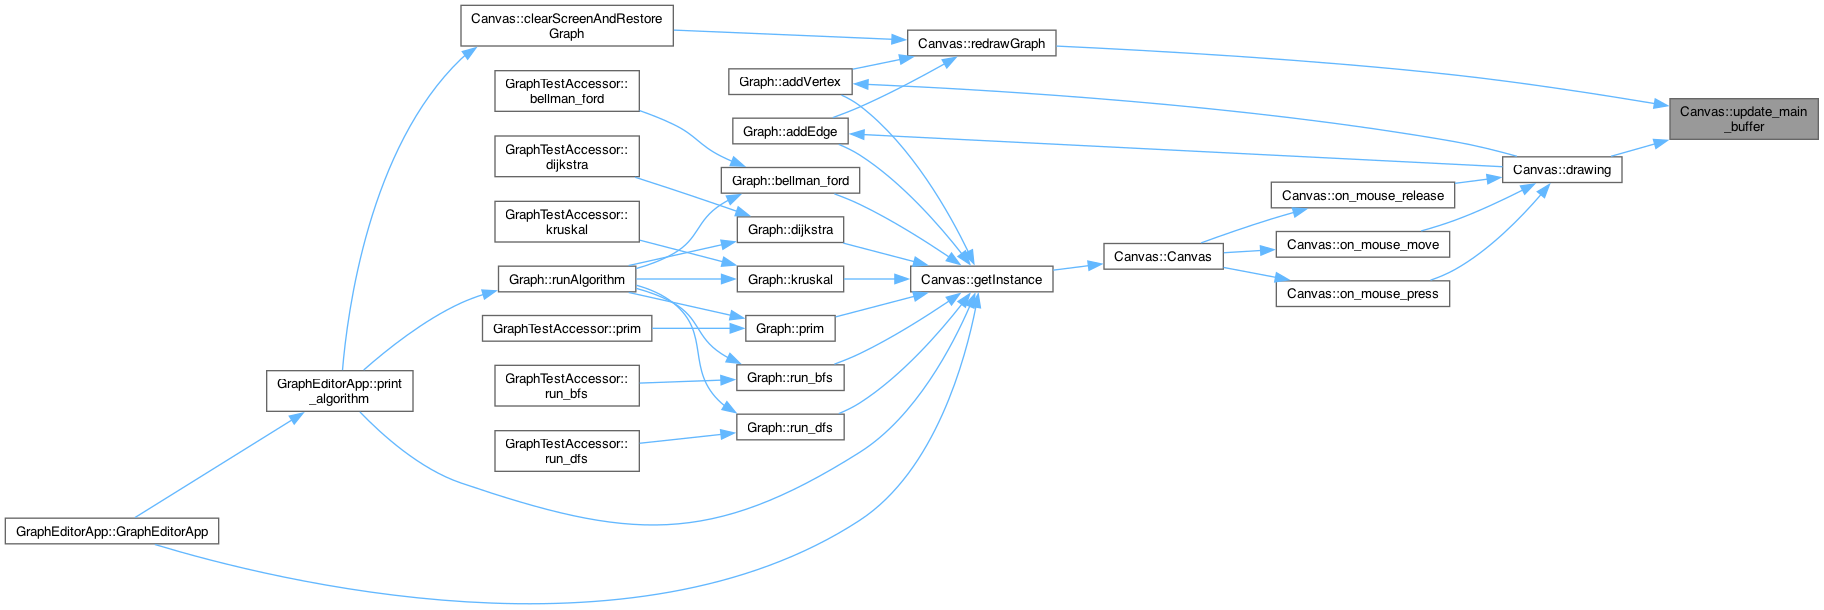 Canvas::clearScreenAndRestore
Graph
Canvas::redrawGraph
GraphTestAccessor::
bellman_ford
Graph::addVertex
Canvas::update_main
_buffer
Graph::addEdge
GraphTestAccessor::
dijkstra
Canvas::drawing
Graph::bellman_ford
Canvas::on_mouse_release
GraphTestAccessor::
kruskal
Graph::dijkstra
Canvas::on_mouse_move
Canvas::Canvas
Graph::runAlgorithm
Graph::kruskal
Canvas::getInstance
Canvas::on_mouse_press
GraphTestAccessor::prim
Graph::prim
GraphEditorApp::print
_algorithm
GraphTestAccessor::
run_bfs
Graph::run_bfs
Graph::run_dfs
GraphTestAccessor::
run_dfs
GraphEditorApp::GraphEditorApp